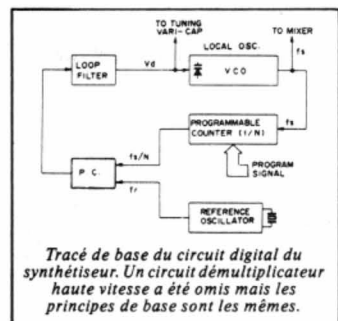 TO TUNING
VARI-CAP
TO MIXER
LOCAL OSC.
fs
LOOP
FILTER
Vd
VCO
PROGRAMMABLE
COUNTER (1/N)
fs
PROGRAM
SIGNAL
fs/N
P. C.
fr
REFERENCE
OSCILLATOR
Tracé de base du circuit digital du
synthétiseur. Un circuit démultiplicateur
haute vitesse a été omis mais les
principes de base sont les mêmes.